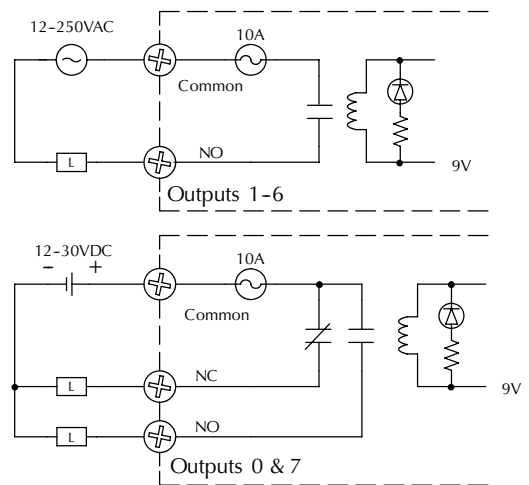 12-250VAC
10A
Common
L
NO
9V
Outputs 1-6
12-30VDC
- +
10A
Common
L
NC
9V
L
NO
Outputs 0 & 7